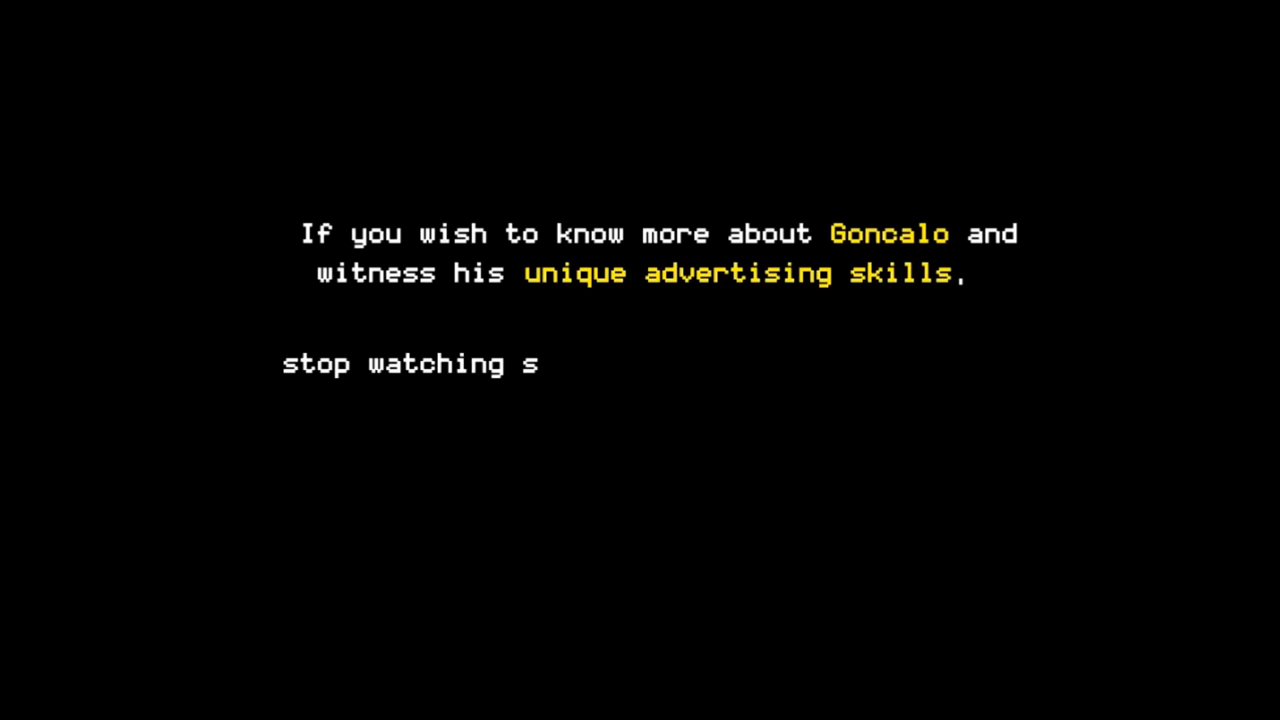 If you wish to know more about Goncalo and
witness his unique advertising skills,
stop watching s